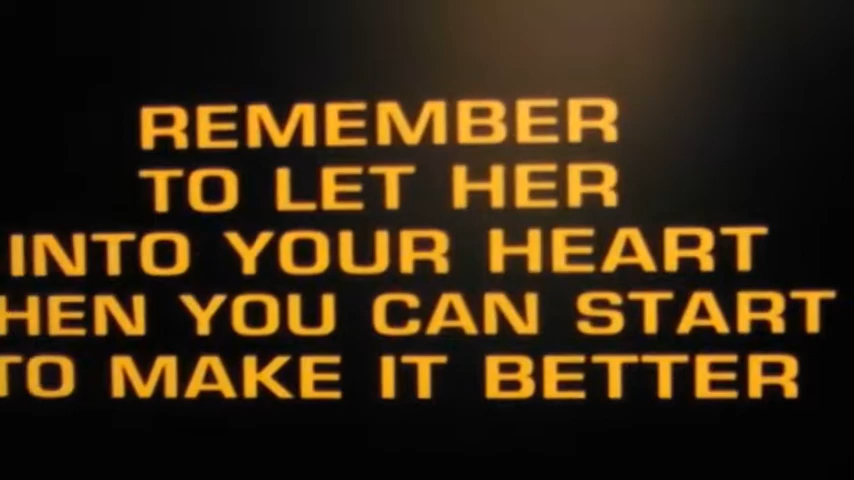 REMEMBER
TO LET HER
INTO YOUR HEART
HEN YOU CAN START
TO MAKE IT BETTER